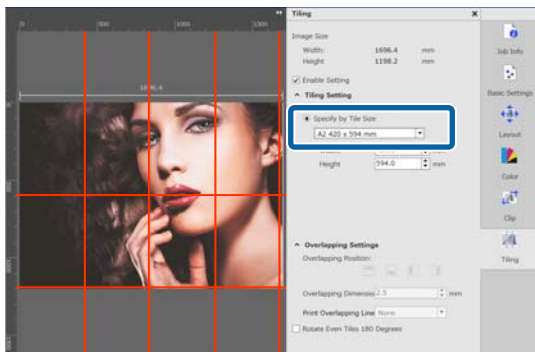 Tiling
0 500 1000 1500
Image Size
Width: 1696.4 mm
Height 1198.2 mm
Job Info
Enable Setting
Tiling Setting
Basic Settings
1696.4
Specify by Tile Size
A2 420 x 594 mm
Layout
Height 594.0 mm
Color
Clip
Overlapping Settings
Overlapping Position:
Tiling
Overlapping Dimensio 2.5 mm
Print Overlapping Line None
Rotate Even Tiles 180 Degrees